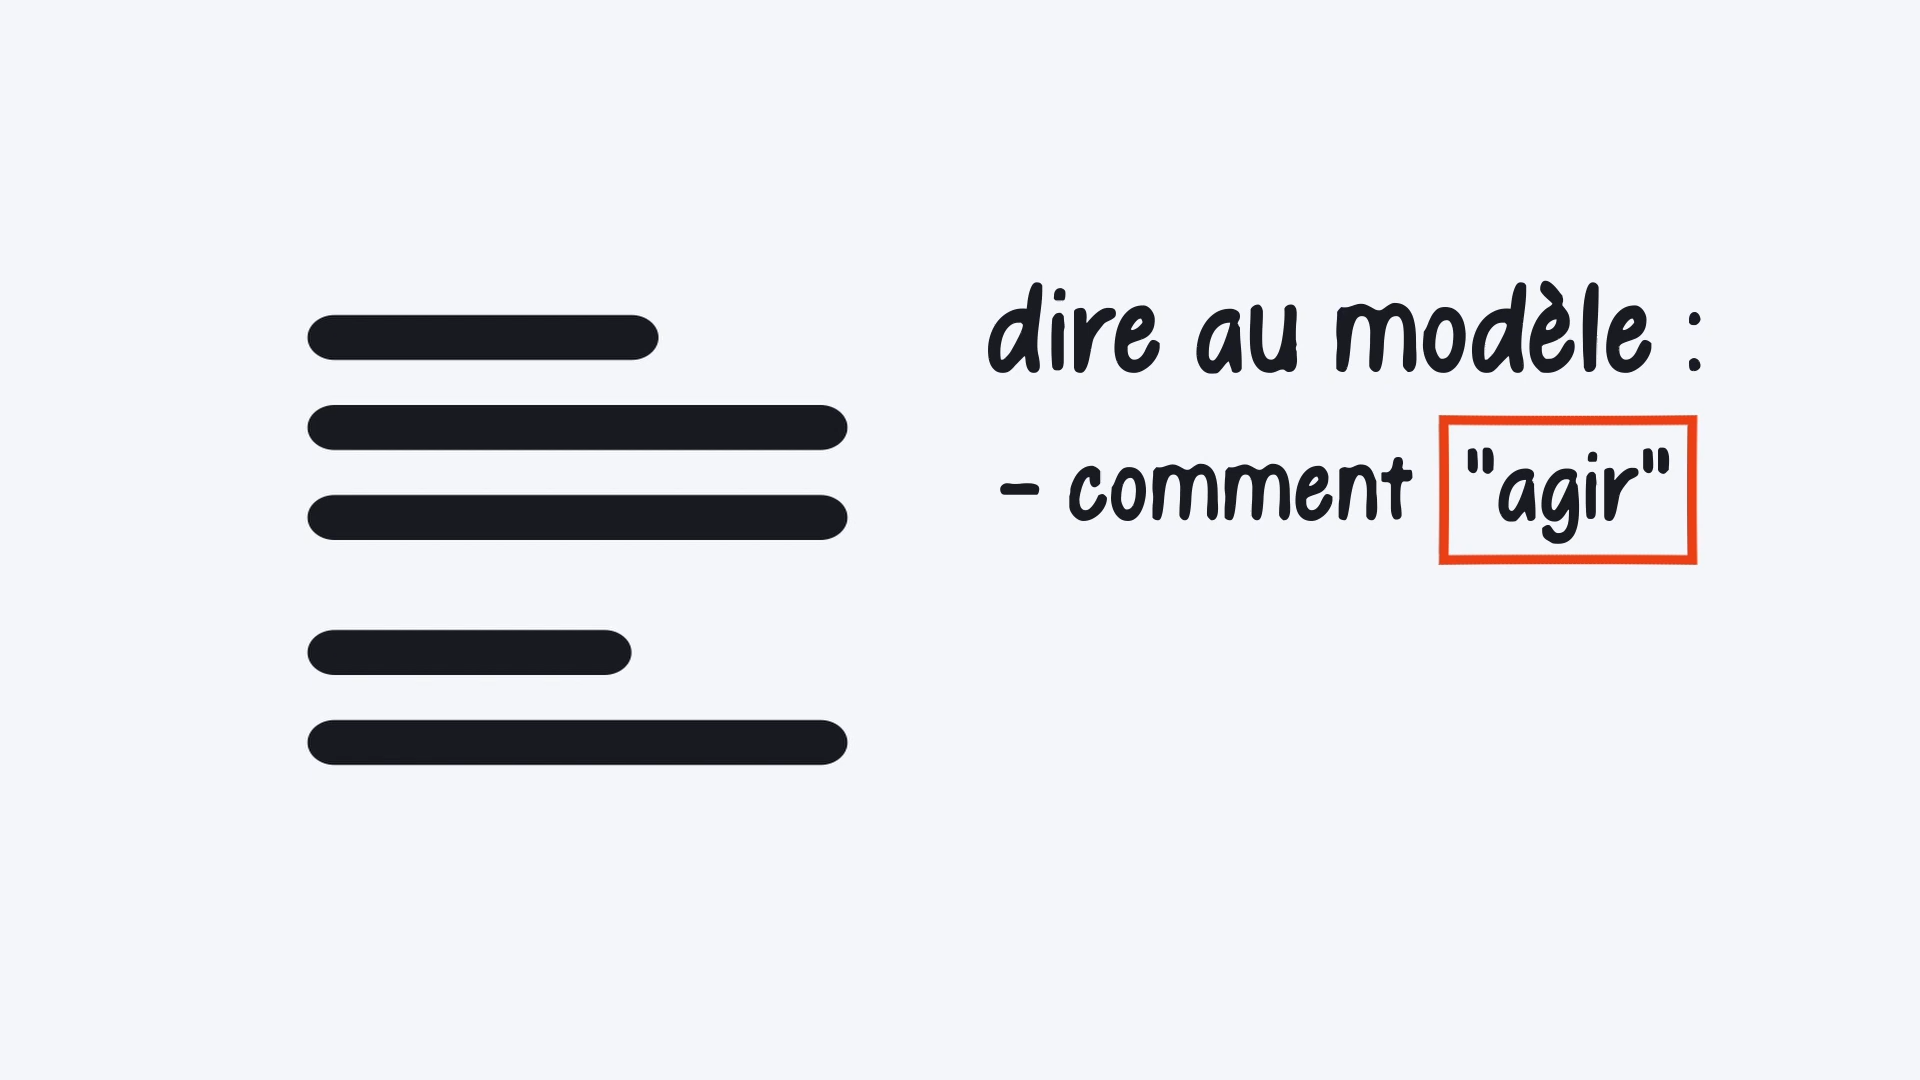 dire au modèle :
- comment "agir"